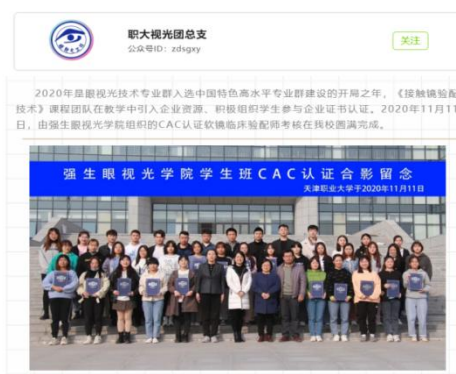 职大视光团总支
公众号ID: zdsgxy
关注
2020年是眼视光技术专业群入选中国特色高水平专业群建设的开局之年，《接触镜验配
技术》课程团队在教学中引入企业资源、积极组织学生参与企业证书认证。2020年11月11
日，由强生眼视光学院组织的CAC认证软镜临床验配师考核在我校圆满完成。
强生眼视光学院学生班CAC认证合影留念
天津职业大学于2020年11月11日